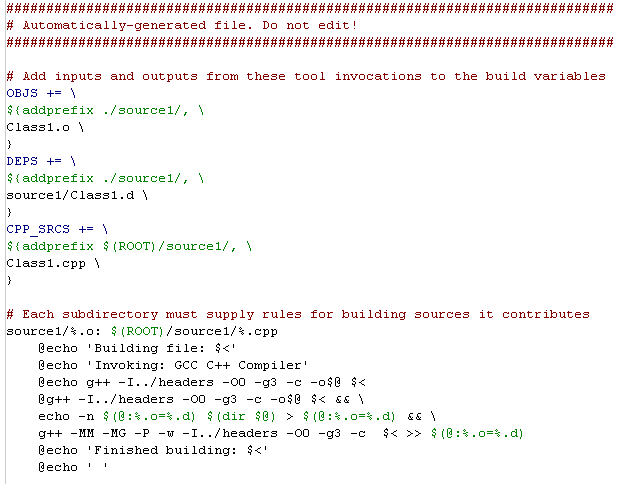 #############################################################################
# Automatically-generated file. Do not edit!
#############################################################################
# Add inputs and outputs from these tool invocations to the build variables
OBJS += \
${addprefix ./source1/, \
Class1.o \
}
DEPS += \
${addprefix ./source1/, \
source1/Class1.d \
}
CPP_SRCS += \
${addprefix $(ROOT)/source1/, \
Class1.cpp \
}
# Each subdirectory must supply rules for building sources it contributes
source1/%.o: $(ROOT)/source1/%.cpp
@echo 'Building file: $<'
@echo 'Invoking: GCC C++ Compiler'
@echo g++ -I../headers -O0 -g3 -c -o$@ $<
@g++ -I../headers -O0 -g3 -c -o$@ $< && \
echo -n $(@:%.o=%.d) $(dir $@) > $(@:%.o=%.d) && \
g++ -MM -MG -P -w -I../headers -O0 -g3 -c  $< >> $(@:%.o=%.d)
@echo 'Finished building: $<'
@echo ' '